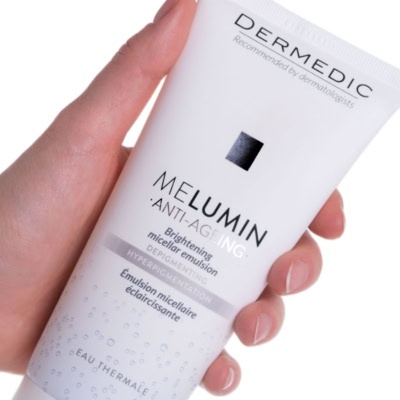 DERMEDIC
Recommended by dermatologists
MELUMIN
·ANTI-AGEING·
Brightening
micellar emulsion
DEPIGMENTING
HYPERPIGMENTATION
Émulsion micellaire
éclaircissante
EAU THERMALE